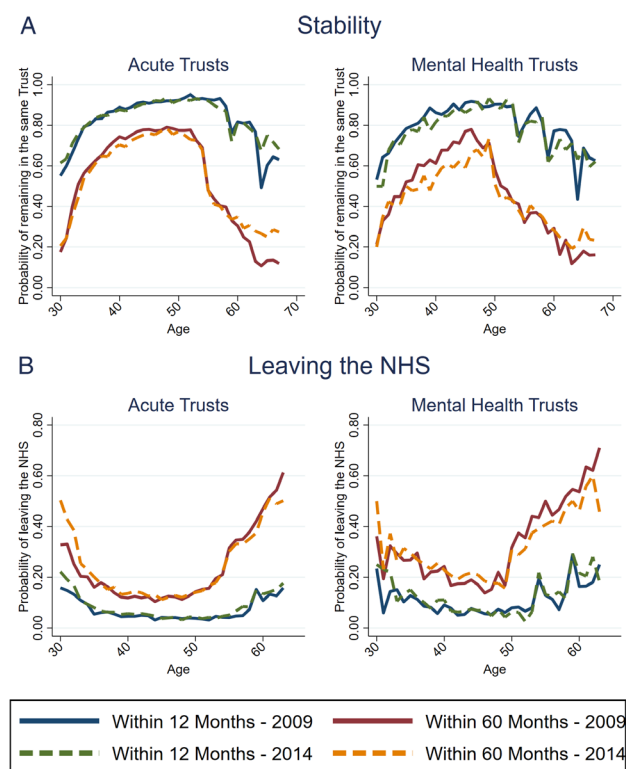 A
Stability
Acute Trusts
Mental Health Trusts
Probability of remaining in the same Trust
0.00 0.20 0.40 0.60 0.80 1.00
30 40 50 60 70
Age
Probability of remaining in the same Trust
0.00 0.20 0.40 0.60 0.80 1.00
30 40 50 60 70
Age
B
Leaving the NHS
Acute Trusts
Mental Health Trusts
Probability of leaving the NHS
0.00 0.20 0.40 0.60 0.80
30 40 50 60
Age
Probability of leaving the NHS
0.00 0.20 0.40 0.60 0.80
30 40 50 60
Age
Within 12 Months - 2009
Within 60 Months - 2009
Within 12 Months - 2014
Within 60 Months - 2014